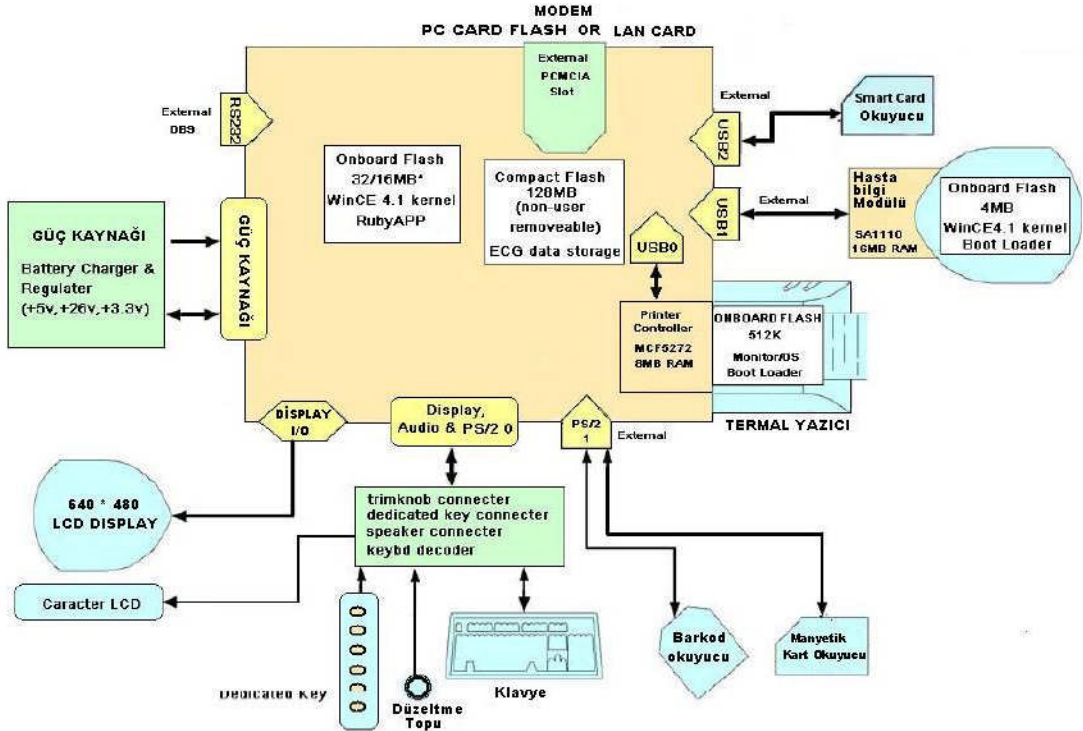 MODEM
PC CARD FLASH OR LAN CARD
External
PCMCIA
Slot
External
DB9
RS232
Onboard Flash
32/16MB*
WinCE 4.1 kernel
RubyAPP
Compact Flash
128MB
(non-user
removeable)
ECG data storage
External
USB2
Smart Card
Okuyucu
USB1
External
Hasta
bilgi
Modülü
SA1110
16MB RAM
Onboard Flash
4MB
WinCE4.1 kernel
Boot Loader
GÜÇ KAYNAĞI
Battery Charger &
Regulater
(+5v,+26v,+3.3v)
GÜÇ KAYNAĞI
USB0
Printer
Controller
MCF5272
8MB RAM
ONBOARD FLASH
512K
Monitor/OS
Boot Loader
TERMAL YAZICI
DİSPLAY
I/O
Display,
Audio & PS/2 0
PS/2
1
External
640 * 480
LCD DISPLAY
trimknob connecter
dedicated key connecter
speaker connecter
keybd decoder
Caracter LCD
Dedicated Key
Düzeltme
Topu
Klavye
Barkod
okuyucu
Manyetik
Kart Okuyucu